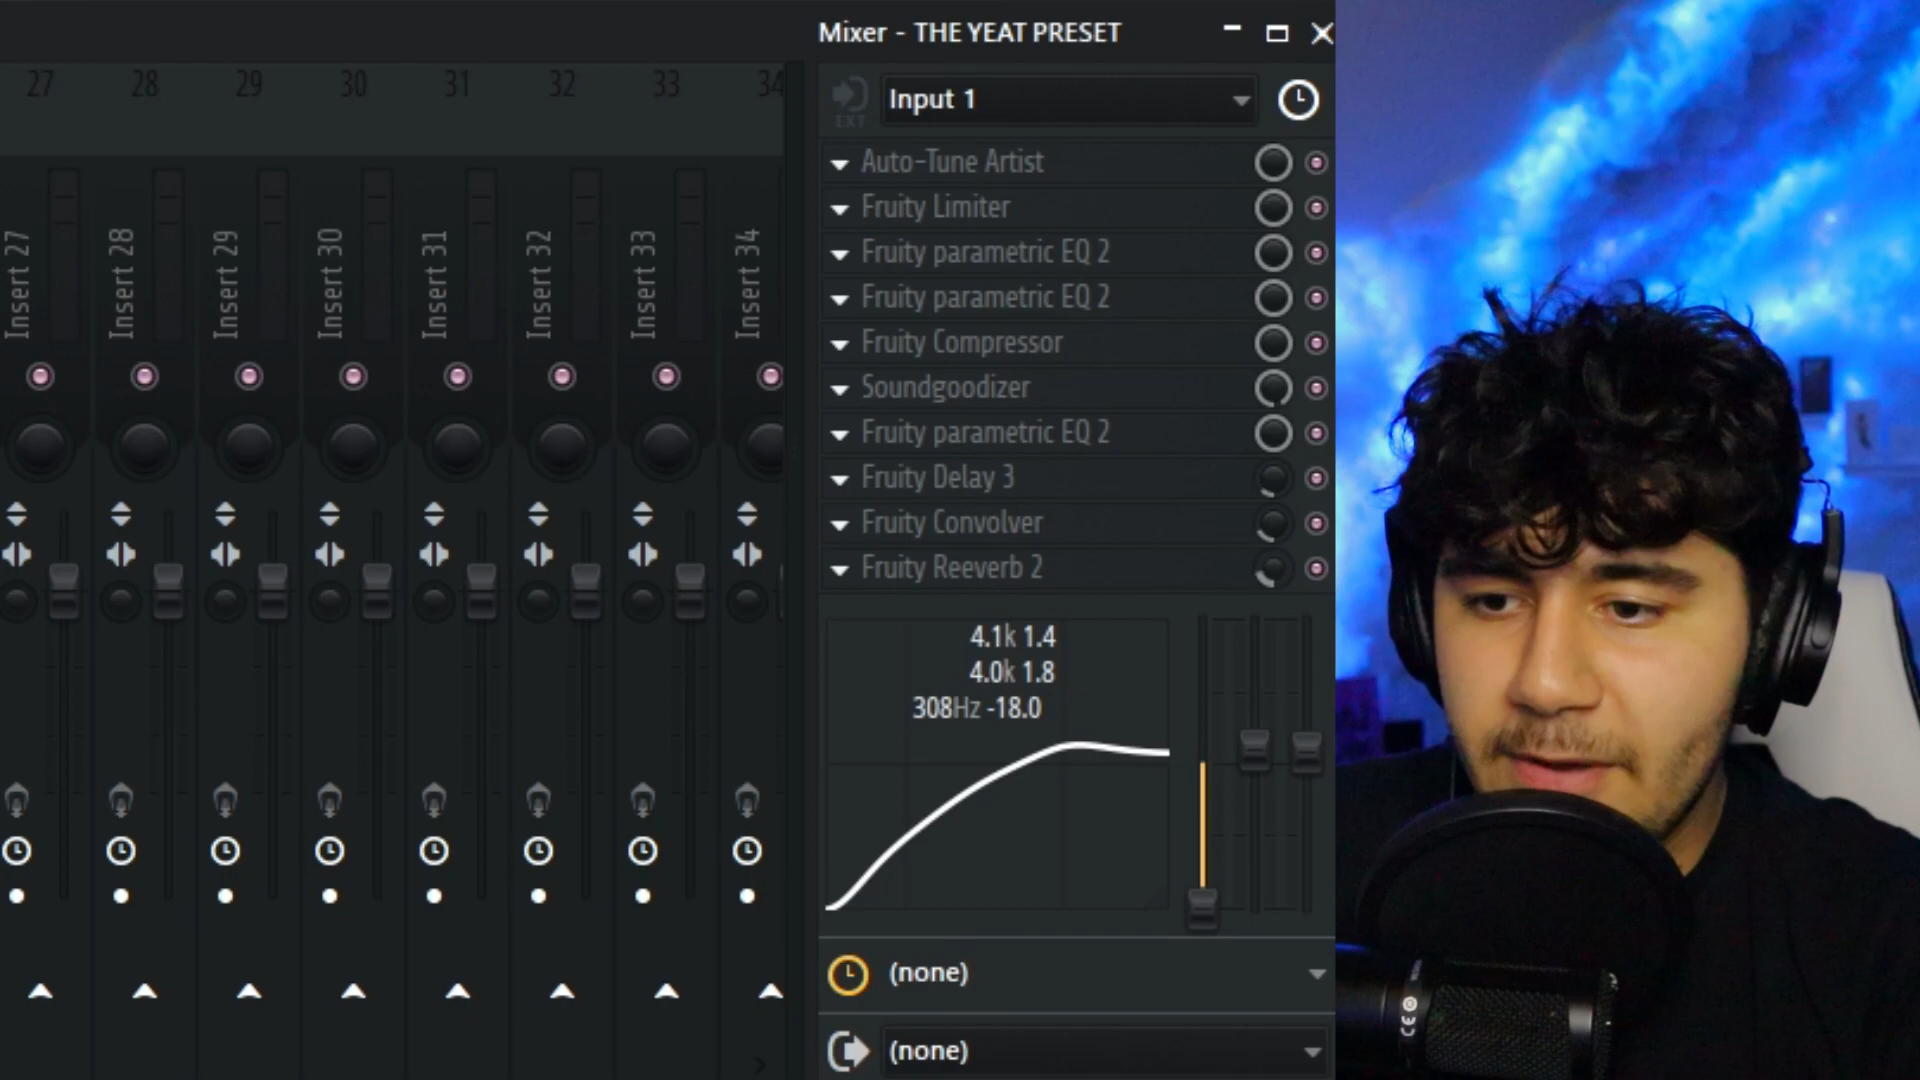 Mixer - THE YEAT PRESET
27 28 29 30 31 32 33 34
EXT
Input 1
Auto-Tune Artist
Fruity Limiter
Fruity parametric EQ 2
Fruity parametric EQ 2
Fruity Compressor
Soundgoodizer
Fruity parametric EQ 2
Fruity Delay 3
Fruity Convolver
Fruity Reeverb 2
Insert 27
Insert 28
Insert 29
Insert 30
Insert 31
Insert 32
Insert 33
Insert 34
4.1k 1.4
4.0k 1.8
308Hz -18.0
(none)
(none)
CE